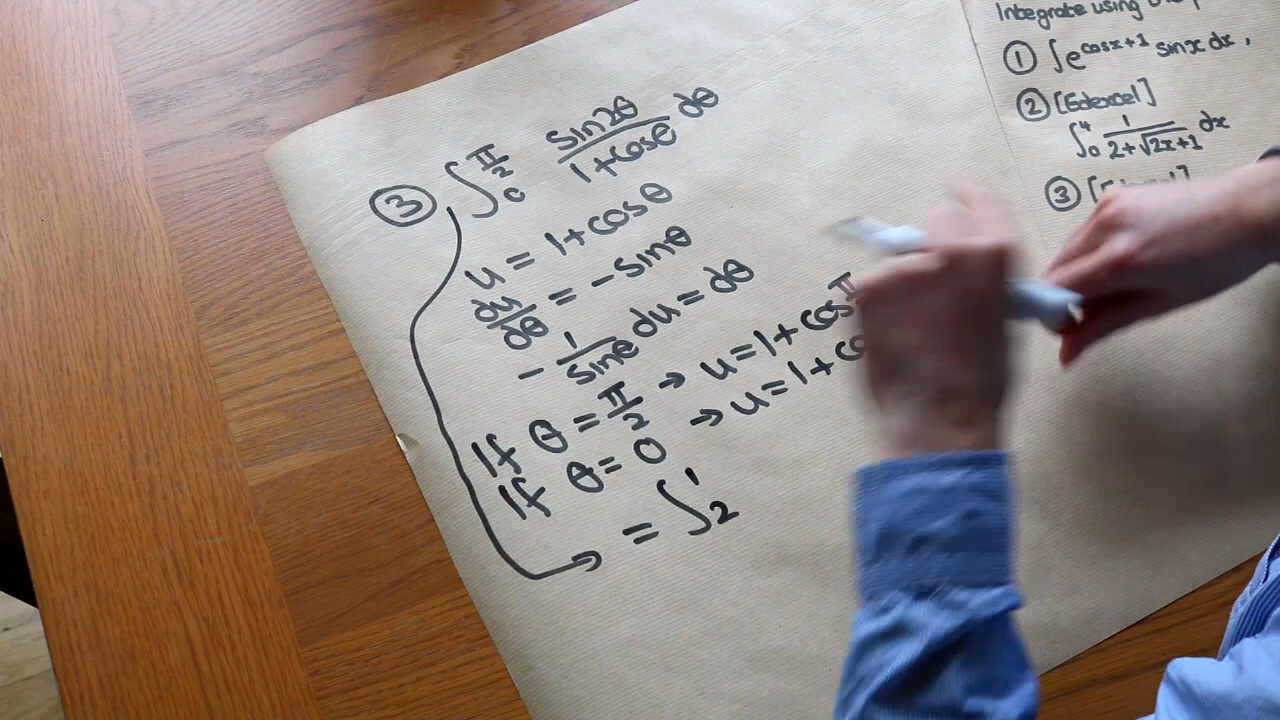 ③ ∫₀^(π/2) sin2θ/(1+cosθ) dθ
u = 1+cosθ
du/dθ = -sinθ
- 1/sinθ du = dθ
If θ = π/2 → u = 1+cos π
If θ = 0 → u = 1+
= ∫₂¹
Integrate using
① ∫e^(cosx+1) sinx dx,
② [Edexcel]
∫₀⁴ 1/(2+√(2x+1)) dx
③